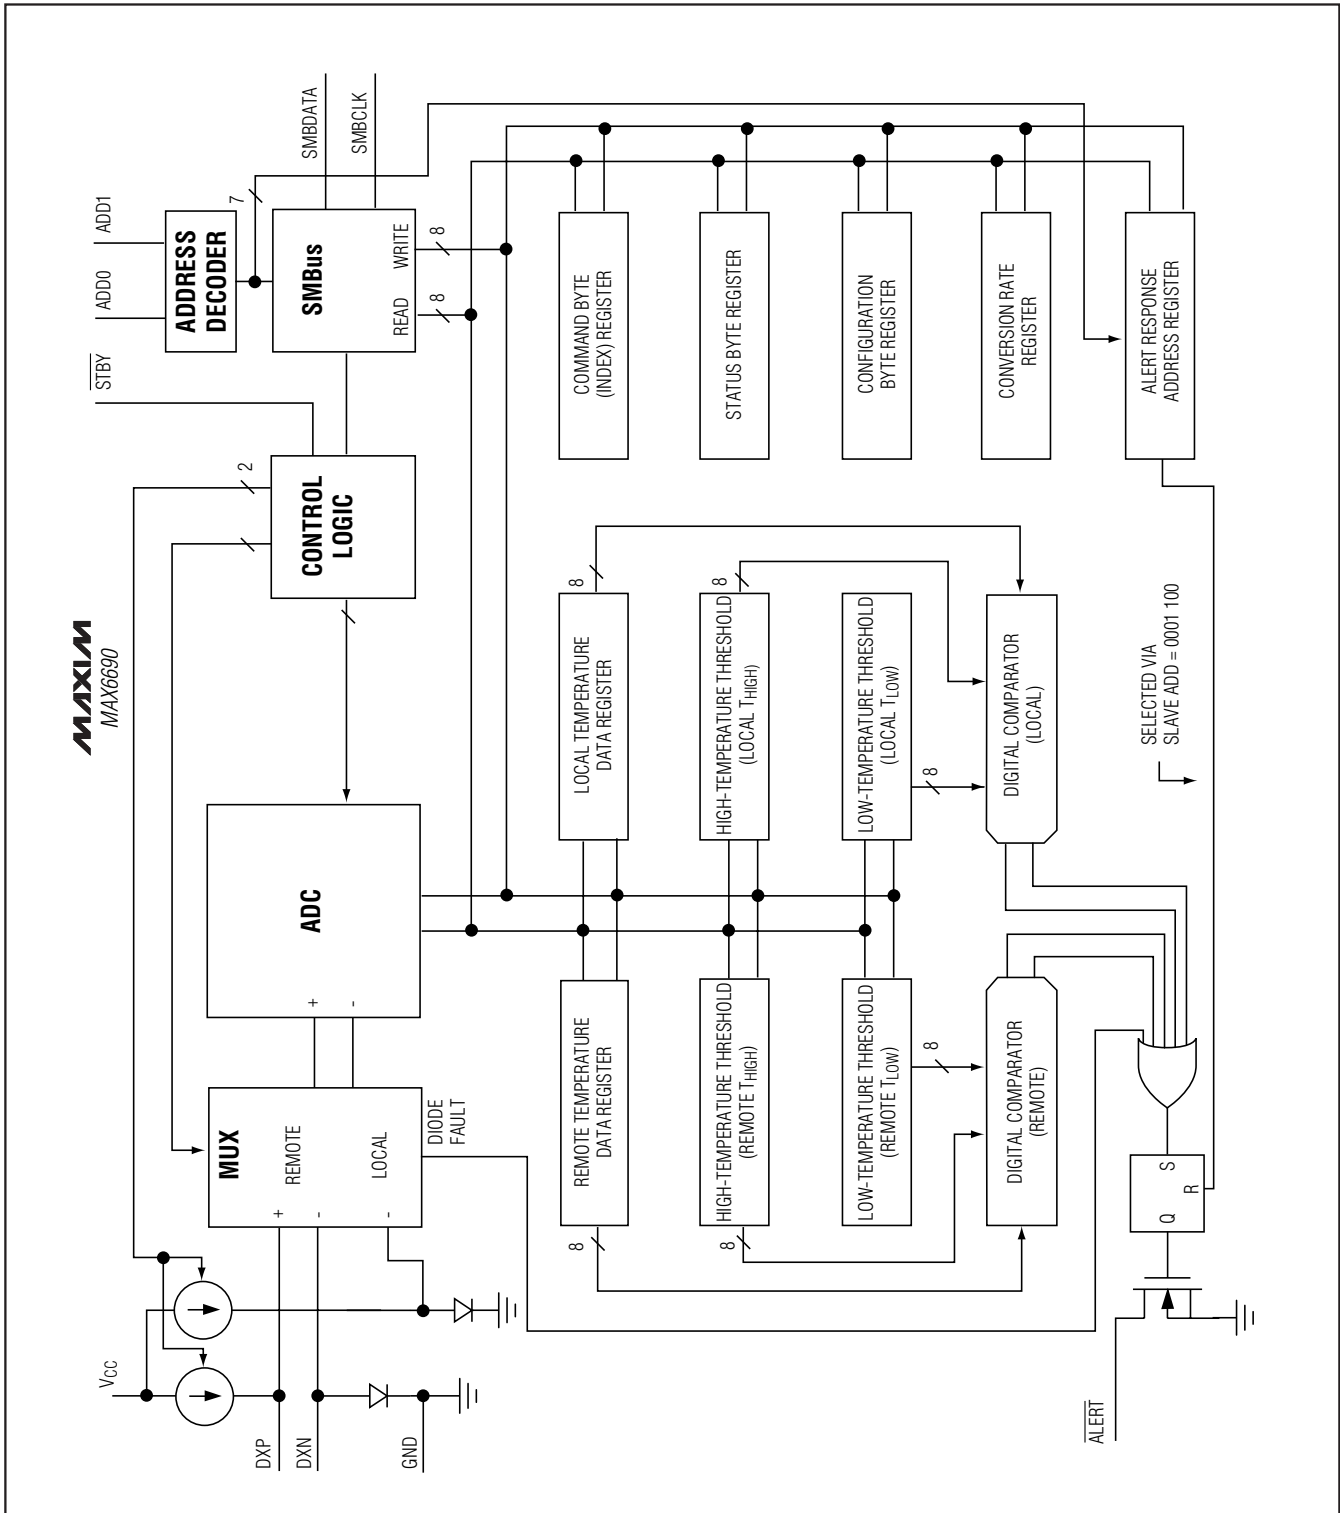 MAXIM
MAX6690
VCC
DXP
DXN
GND
+
-
-
MUX
REMOTE
LOCAL
DIODE
FAULT
+
-
ADC
2
CONTROL
LOGIC
STBY
ADD0
ADD1
ADDRESS
DECODER
7
SMBus
READ
WRITE
8
8
SMBDATA
SMBCLK
REMOTE TEMPERATURE
DATA REGISTER
8
HIGH-TEMPERATURE THRESHOLD
(REMOTE THIGH)
8
LOW-TEMPERATURE THRESHOLD
(REMOTE TLOW)
8
DIGITAL COMPARATOR
(REMOTE)
LOCAL TEMPERATURE
DATA REGISTER
8
HIGH-TEMPERATURE THRESHOLD
(LOCAL THIGH)
8
LOW-TEMPERATURE THRESHOLD
(LOCAL TLOW)
8
DIGITAL COMPARATOR
(LOCAL)
COMMAND BYTE
(INDEX) REGISTER
STATUS BYTE REGISTER
CONFIGURATION
BYTE REGISTER
CONVERSION RATE
REGISTER
ALERT RESPONSE
ADDRESS REGISTER
SELECTED VIA
SLAVE ADD = 0001 100
Q
S
R
ALERT